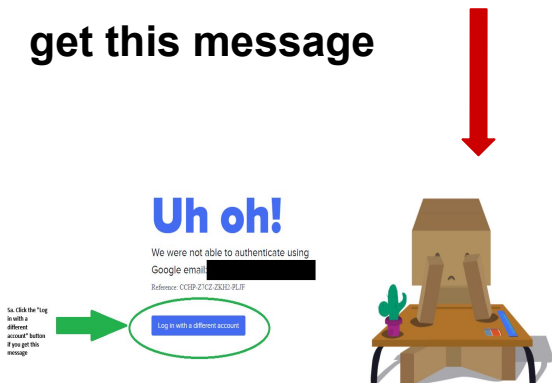 get this message
Uh oh!
We were not able to authenticate using
Google email:
Reference: CCHP-Z7CZ-ZKH2-PLJF
5a. Click the "Log
in with a
different
account" button
if you get this
message
Log in with a different account